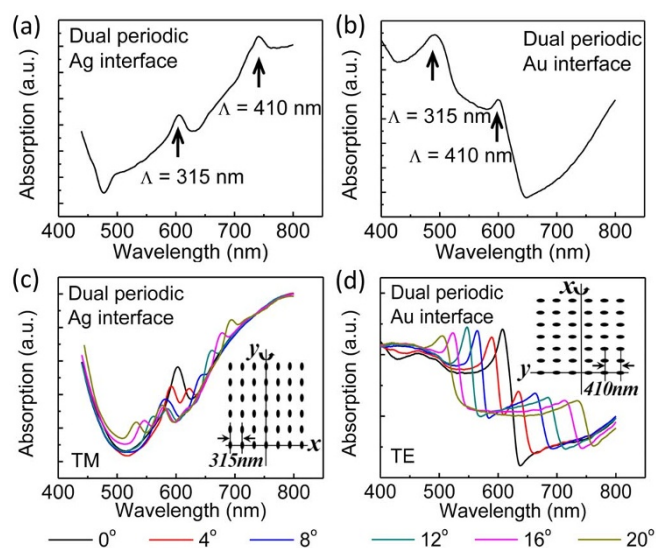 (a)
Dual periodic
Ag interface
Λ = 410 nm
Λ = 315 nm
Absorption (a.u.)
400 500 600 700 800
Wavelength (nm)
(b)
Dual periodic
Au interface
Λ = 315 nm
Λ = 410 nm
Absorption (a.u.)
400 500 600 700 800
Wavelength (nm)
(c)
Dual periodic
Ag interface
y
x
315nm
TM
Absorption (a.u.)
400 500 600 700 800
Wavelength (nm)
(d)
Dual periodic
Au interface
x
y
410nm
TE
Absorption (a.u.)
400 500 600 700 800
Wavelength (nm)
0° 4° 8° 12° 16° 20°